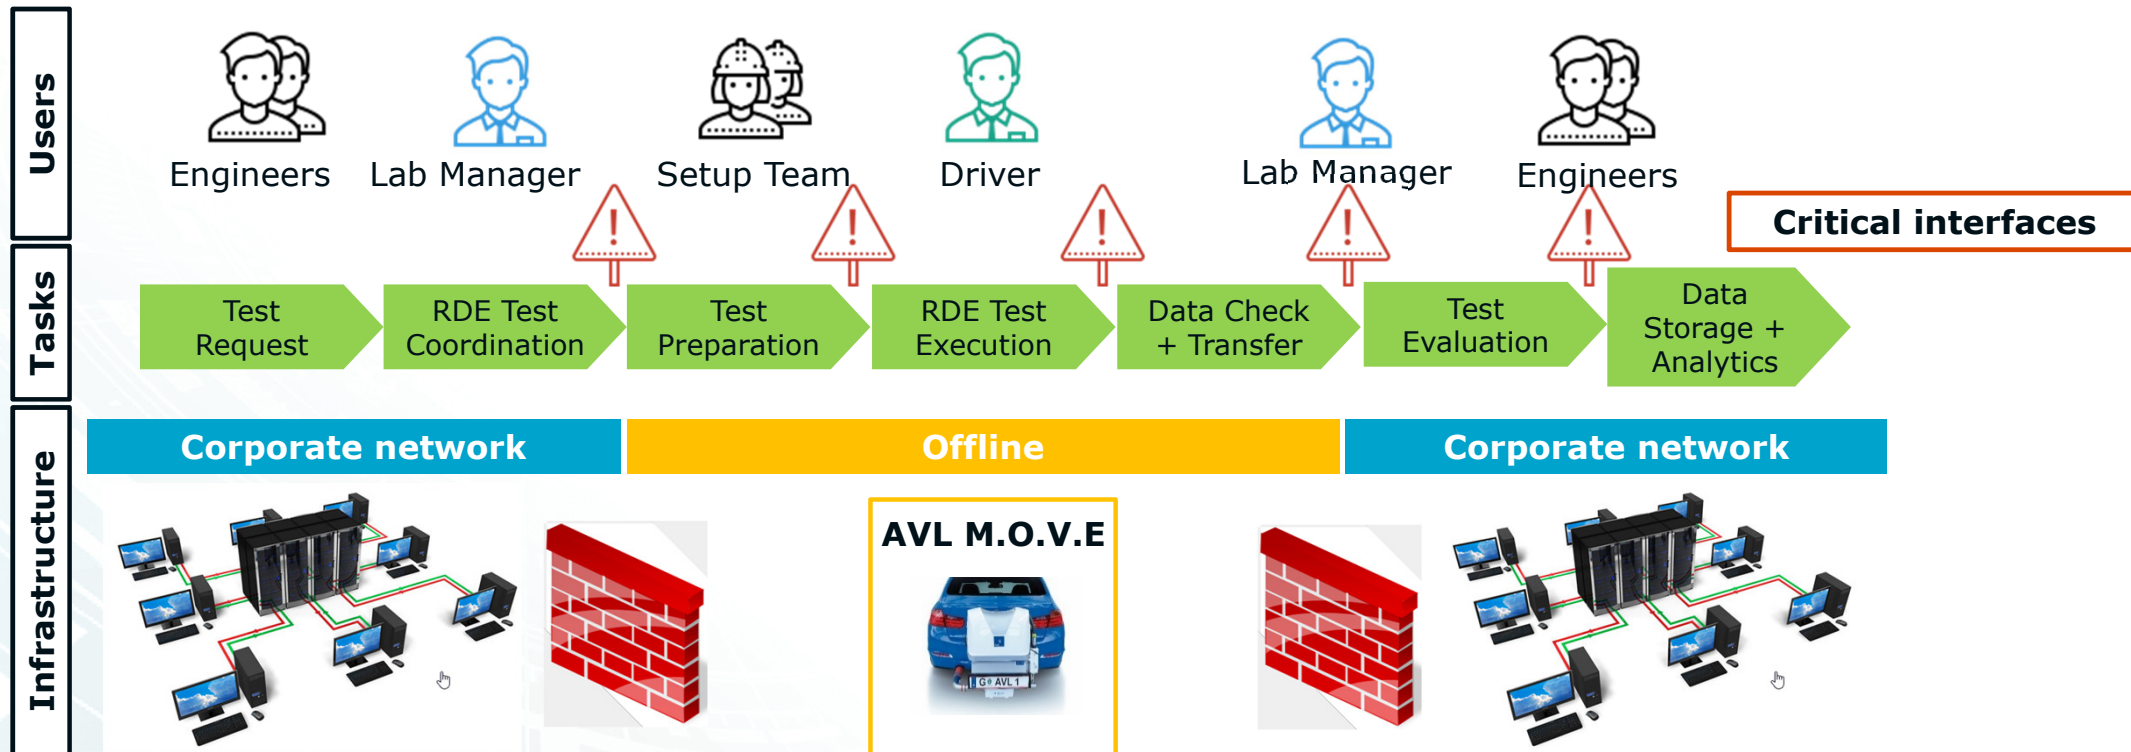 Users
Engineers
Lab Manager
Setup Team
Driver
Lab Manager
Engineers
Critical interfaces
Tasks
Test
Request
RDE Test
Coordination
Test
Preparation
RDE Test
Execution
Data Check
+ Transfer
Test
Evaluation
Data
Storage +
Analytics
Infrastructure
Corporate network
Offline
Corporate network
AVL M.O.V.E
G AVL 1